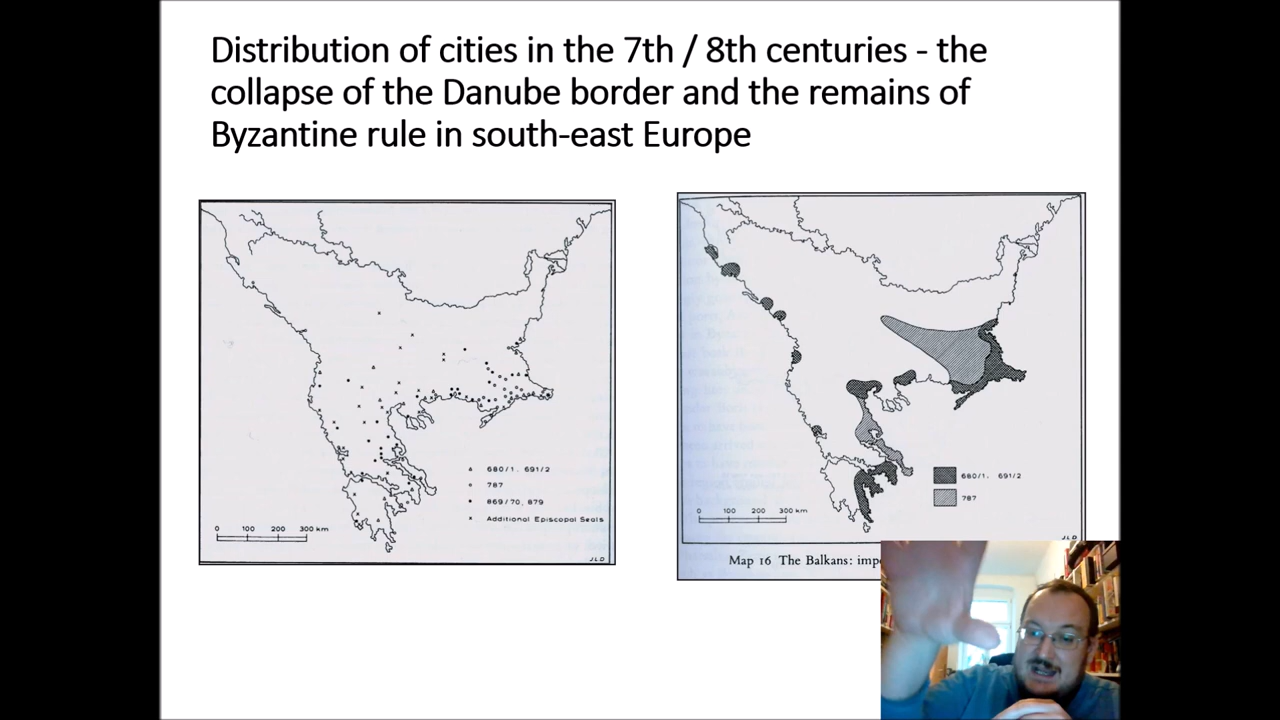 Distribution of cities in the 7th / 8th centuries - the
collapse of the Danube border and the remains of
Byzantine rule in south-east Europe
680/1. 691/2
787
869/70, 879
Additional Episcopal Seals
0 100 200 300 km
JLD
680/1. 691/2
787
0 100 200 300 km
JLD
Map 16 The Balkans: imp